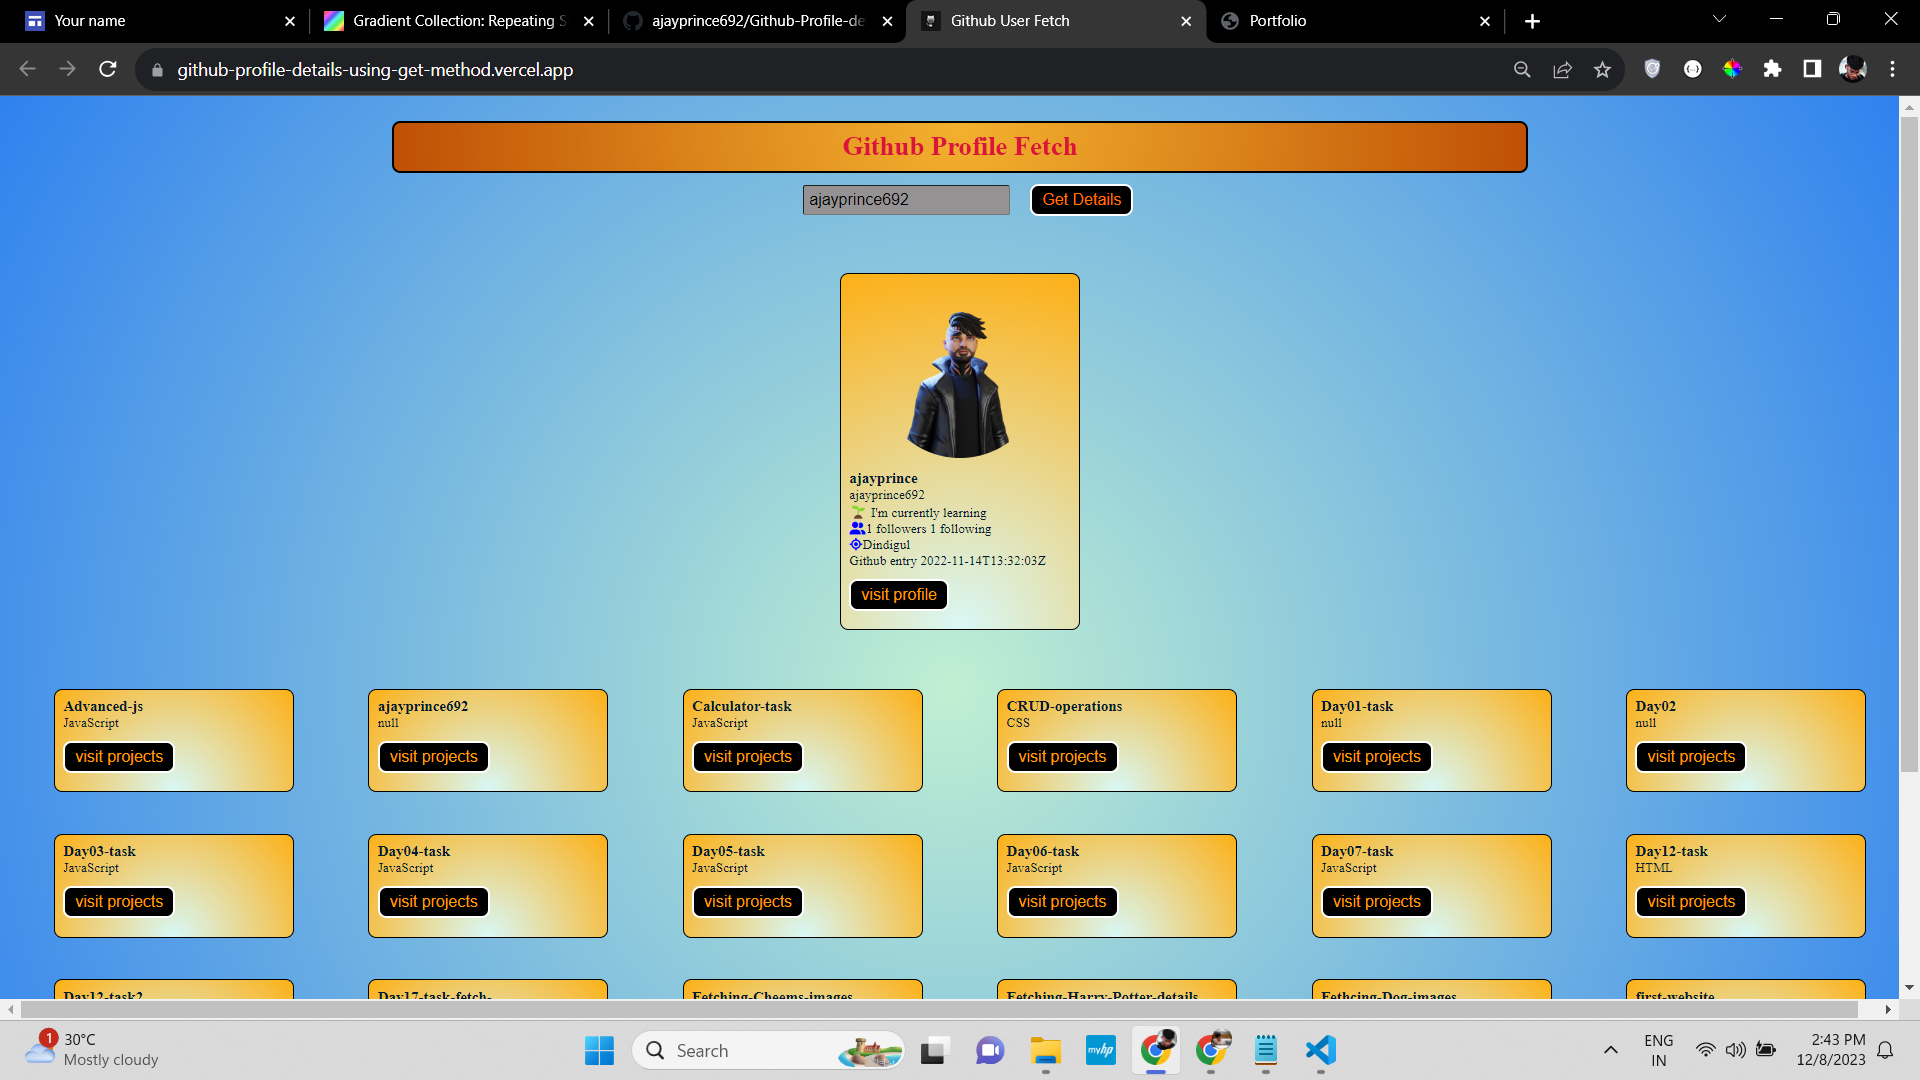 Your name
Gradient Collection: Repeating S
ajayprince692/Github-Profile-de
Github User Fetch
Portfolio
github-profile-details-using-get-method.vercel.app
Github Profile Fetch
ajayprince692
Get Details
ajayprince
ajayprince692
I'm currently learning
1 followers 1 following
Dindigul
Github entry 2022-11-14T13:32:03Z
visit profile
Advanced-js
JavaScript
visit projects
ajayprince692
null
visit projects
Calculator-task
JavaScript
visit projects
CRUD-operations
CSS
visit projects
Day01-task
null
visit projects
Day02
null
visit projects
Day03-task
JavaScript
visit projects
Day04-task
JavaScript
visit projects
Day05-task
JavaScript
visit projects
Day06-task
JavaScript
visit projects
Day07-task
JavaScript
visit projects
Day12-task
HTML
visit projects
Day12-task2
Day17-task-fetch-
Fetching-Cheems-images
Fetching-Harry-Potter-details
Fethcing-Dog-images
first-website
1
30°C
Mostly cloudy
Search
myhp
ENG
IN
2:43 PM
12/8/2023